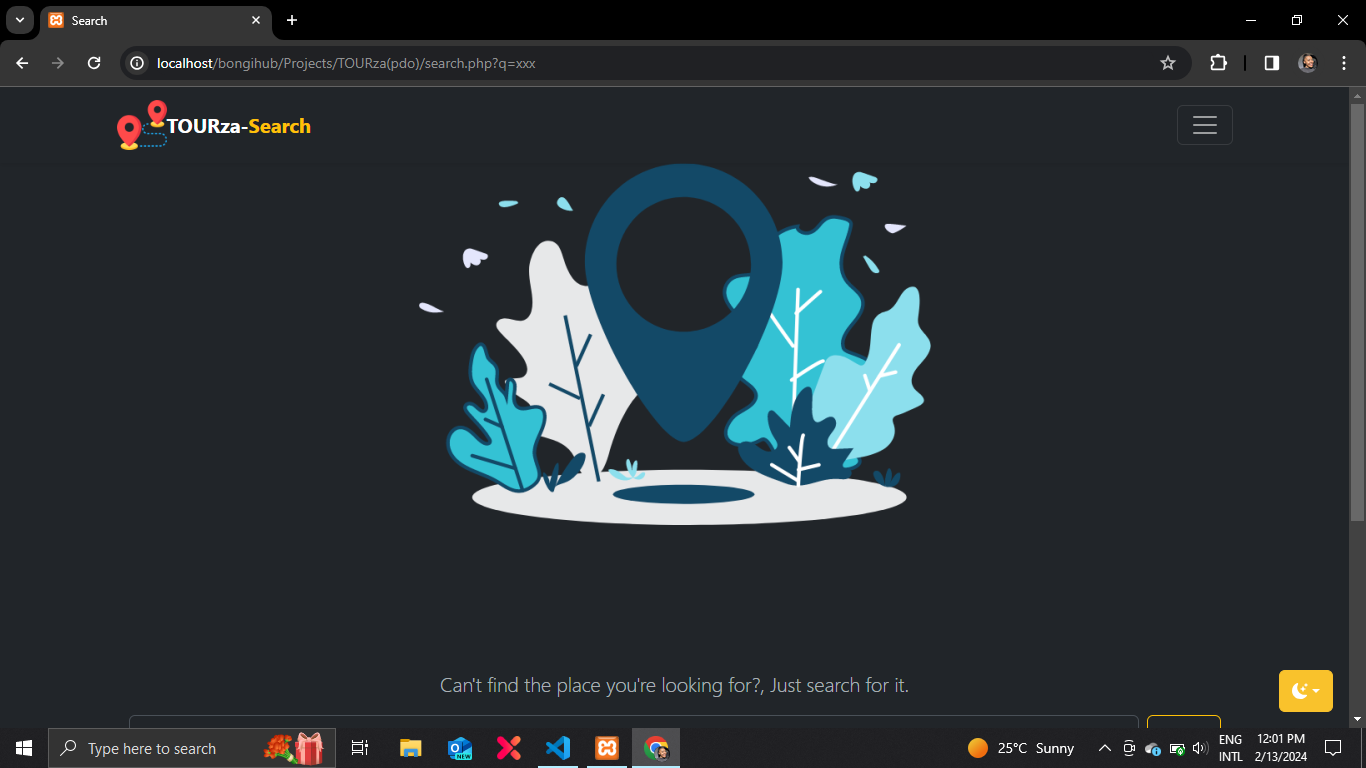 Search
localhost/bongihub/Projects/TOURza(pdo)/search.php?q=xxx
TOURza-Search
Can't find the place you're looking for?, Just search for it.
Type here to search
NEW
25°C Sunny
ENG
INTL
12:01 PM
2/13/2024